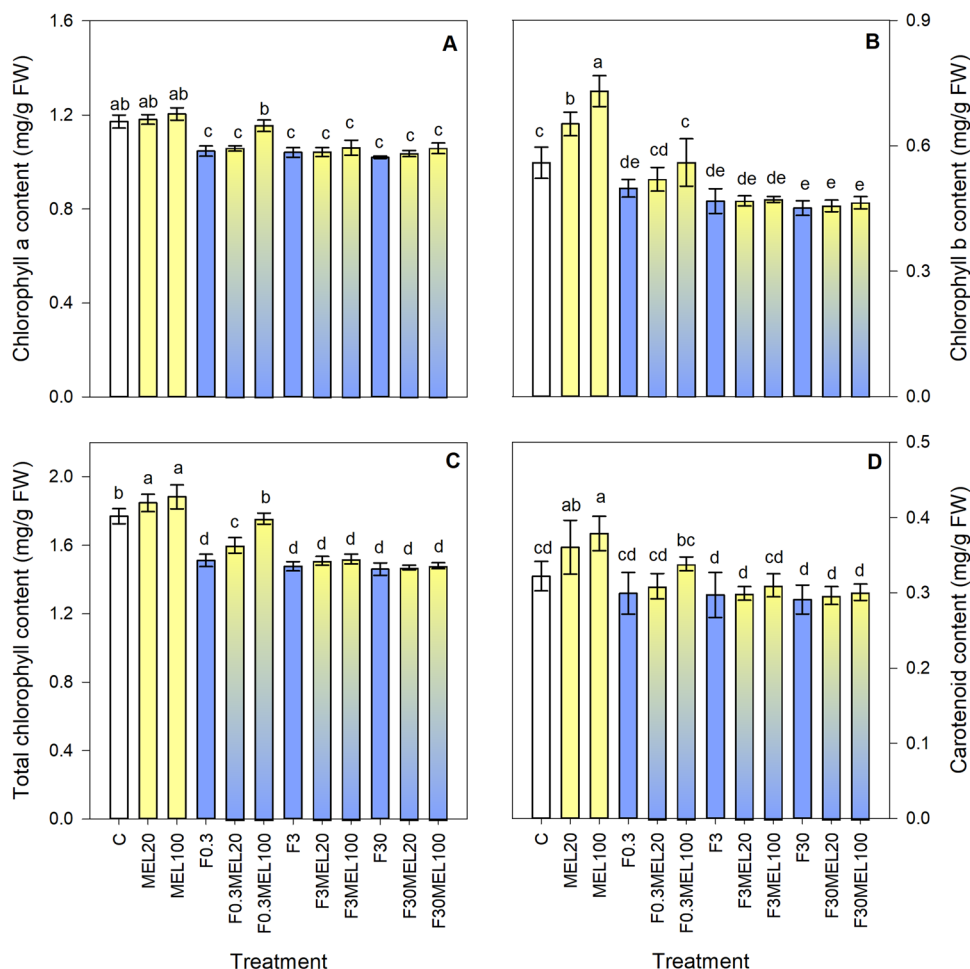 A
Chlorophyll a content (mg/g FW)
1.6
1.2
0.8
0.4
0.0
ab ab ab c c b c c c c c c
B
Chlorophyll b content (mg/g FW)
0.9
0.6
0.3
0.0
c b a de cd c de de de e e e
C
Total chlorophyll content (mg/g FW)
2.0
1.6
1.2
0.8
0.4
0.0
b a a d c b d d d d d d
C
MEL20
MEL100
F0.3
F0.3MEL20
F0.3MEL100
F3
F3MEL20
F3MEL100
F30
F30MEL20
F30MEL100
Treatment
D
Carotenoid content (mg/g FW)
0.5
0.4
0.3
0.2
0.1
0.0
cd ab a cd cd bc d d cd d d d
C
MEL20
MEL100
F0.3
F0.3MEL20
F0.3MEL100
F3
F3MEL20
F3MEL100
F30
F30MEL20
F30MEL100
Treatment